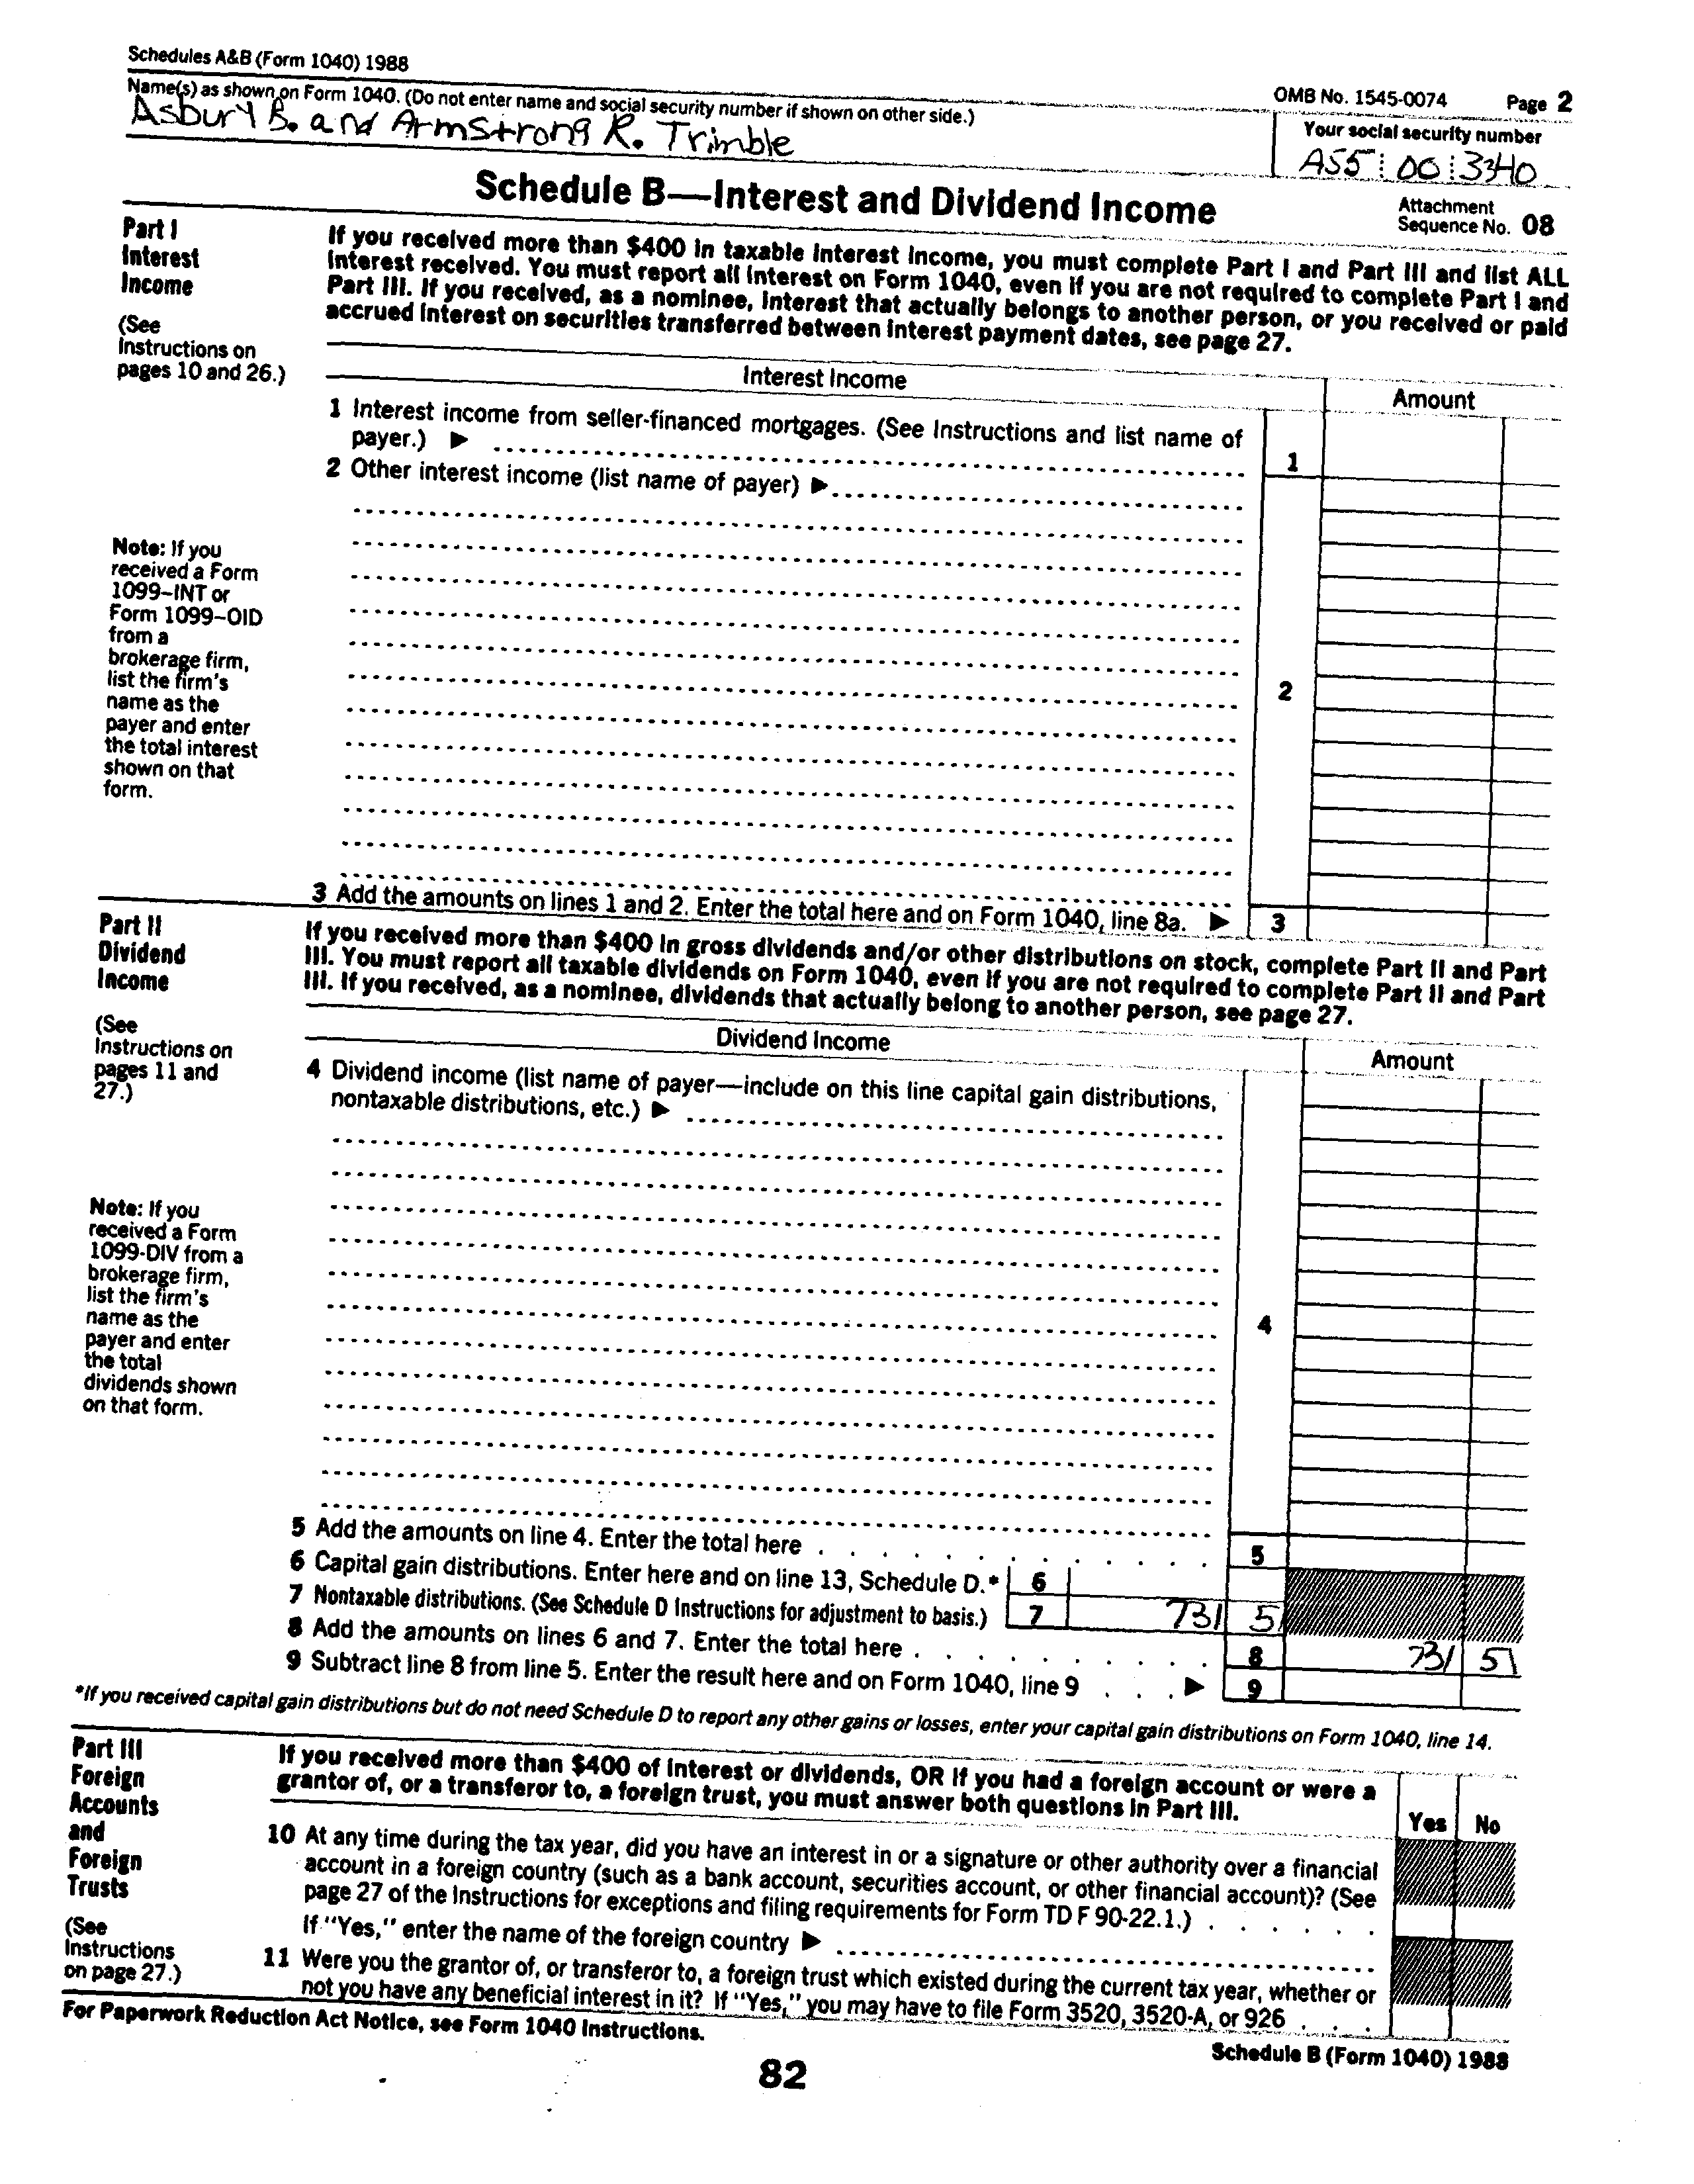 Schedules A&B (Form 1040) 1988
OMB No. 1545-0074 Page 2
Name(s) as shown on Form 1040. (Do not enter name and social security number if shown on other side.)
Your social security number
Asbury B. and Armstrong R. Trimble
A55 00 3340
Schedule B—Interest and Dividend Income
Attachment
Sequence No. 08
Part I
Interest
Income
(See
Instructions on
pages 10 and 26.)
If you received more than $400 in taxable interest income, you must complete Part I and Part III and list ALL
interest received. You must report all interest on Form 1040, even if you are not required to complete Part I and
Part III. If you received, as a nominee, interest that actually belongs to another person, or you received or paid
accrued interest on securities transferred between interest payment dates, see page 27.
Interest Income
Amount
1 Interest income from seller-financed mortgages. (See Instructions and list name of
payer.) ▶
1
2 Other interest income (list name of payer) ▶
Note: If you
received a Form
1099–INT or
Form 1099–OID
from a
brokerage firm,
list the firm's
name as the
payer and enter
the total interest
shown on that
form.
2
3 Add the amounts on lines 1 and 2. Enter the total here and on Form 1040, line 8a. ▶ 3
Part II
Dividend
Income
(See
Instructions on
pages 11 and
27.)
If you received more than $400 in gross dividends and/or other distributions on stock, complete Part II and Part
III. You must report all taxable dividends on Form 1040, even if you are not required to complete Part II and Part
III. If you received, as a nominee, dividends that actually belong to another person, see page 27.
Dividend Income
Amount
4 Dividend income (list name of payer—include on this line capital gain distributions,
nontaxable distributions, etc.) ▶
Note: If you
received a Form
1099-DIV from a
brokerage firm,
list the firm's
name as the
payer and enter
the total
dividends shown
on that form.
4
5 Add the amounts on line 4. Enter the total here . . . . . . . . . . . . . 5
6 Capital gain distributions. Enter here and on line 13, Schedule D.* 6
7 Nontaxable distributions. (See Schedule D Instructions for adjustment to basis.) 7 731 51
8 Add the amounts on lines 6 and 7. Enter the total here . . . . . . . . . . 8 731 51
9 Subtract line 8 from line 5. Enter the result here and on Form 1040, line 9 . . . ▶ 9
*If you received capital gain distributions but do not need Schedule D to report any other gains or losses, enter your capital gain distributions on Form 1040, line 14.
Part III
Foreign
Accounts
and
Foreign
Trusts
(See
Instructions
on page 27.)
If you received more than $400 of interest or dividends, OR if you had a foreign account or were a
grantor of, or a transferor to, a foreign trust, you must answer both questions in Part III.
Yes No
10 At any time during the tax year, did you have an interest in or a signature or other authority over a financial
account in a foreign country (such as a bank account, securities account, or other financial account)? (See
page 27 of the Instructions for exceptions and filing requirements for Form TD F 90-22.1.) . . . . . .
If "Yes," enter the name of the foreign country ▶
11 Were you the grantor of, or transferor to, a foreign trust which existed during the current tax year, whether or
not you have any beneficial interest in it? If "Yes," you may have to file Form 3520, 3520-A, or 926 . . .
For Paperwork Reduction Act Notice, see Form 1040 Instructions.
Schedule B (Form 1040) 1988
82